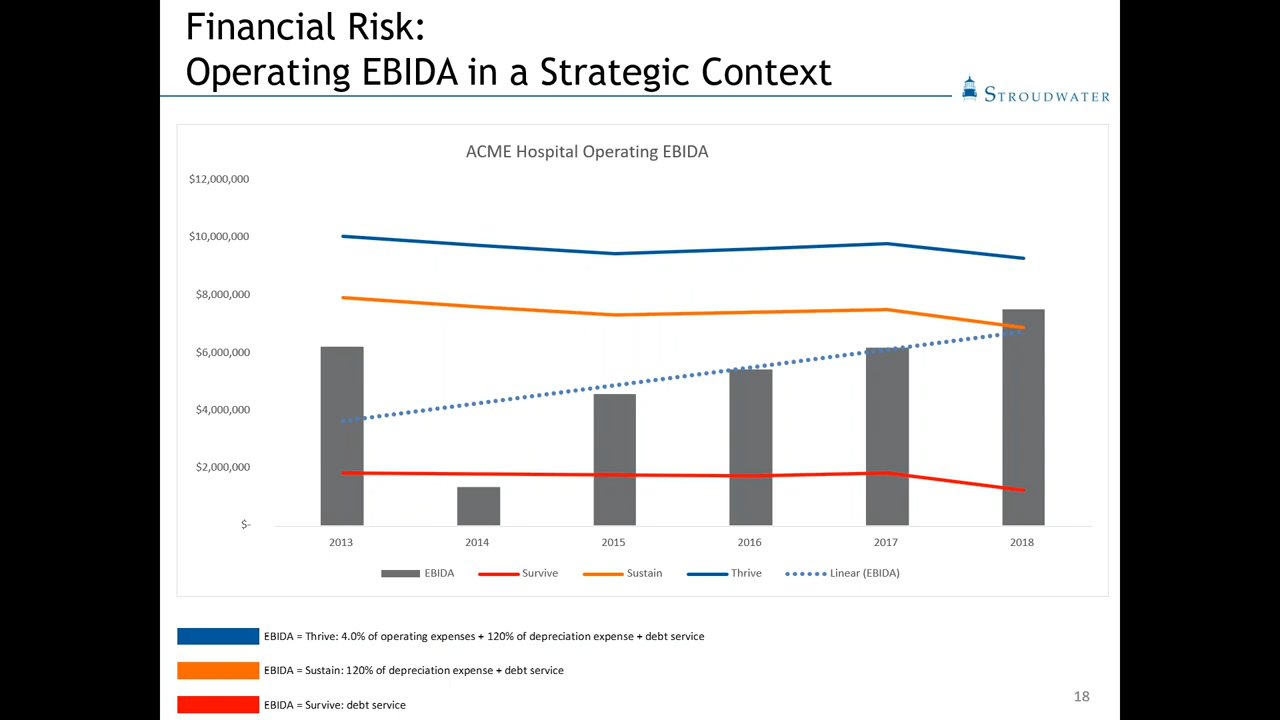 Financial Risk:
Operating EBIDA in a Strategic Context
STROUDWATER
ACME Hospital Operating EBIDA
$12,000,000
$10,000,000
$8,000,000
$6,000,000
$4,000,000
$2,000,000
$-
2013 2014 2015 2016 2017 2018
EBIDA Survive Sustain Thrive Linear (EBIDA)
EBIDA = Thrive: 4.0% of operating expenses + 120% of depreciation expense + debt service
EBIDA = Sustain: 120% of depreciation expense + debt service
EBIDA = Survive: debt service
18